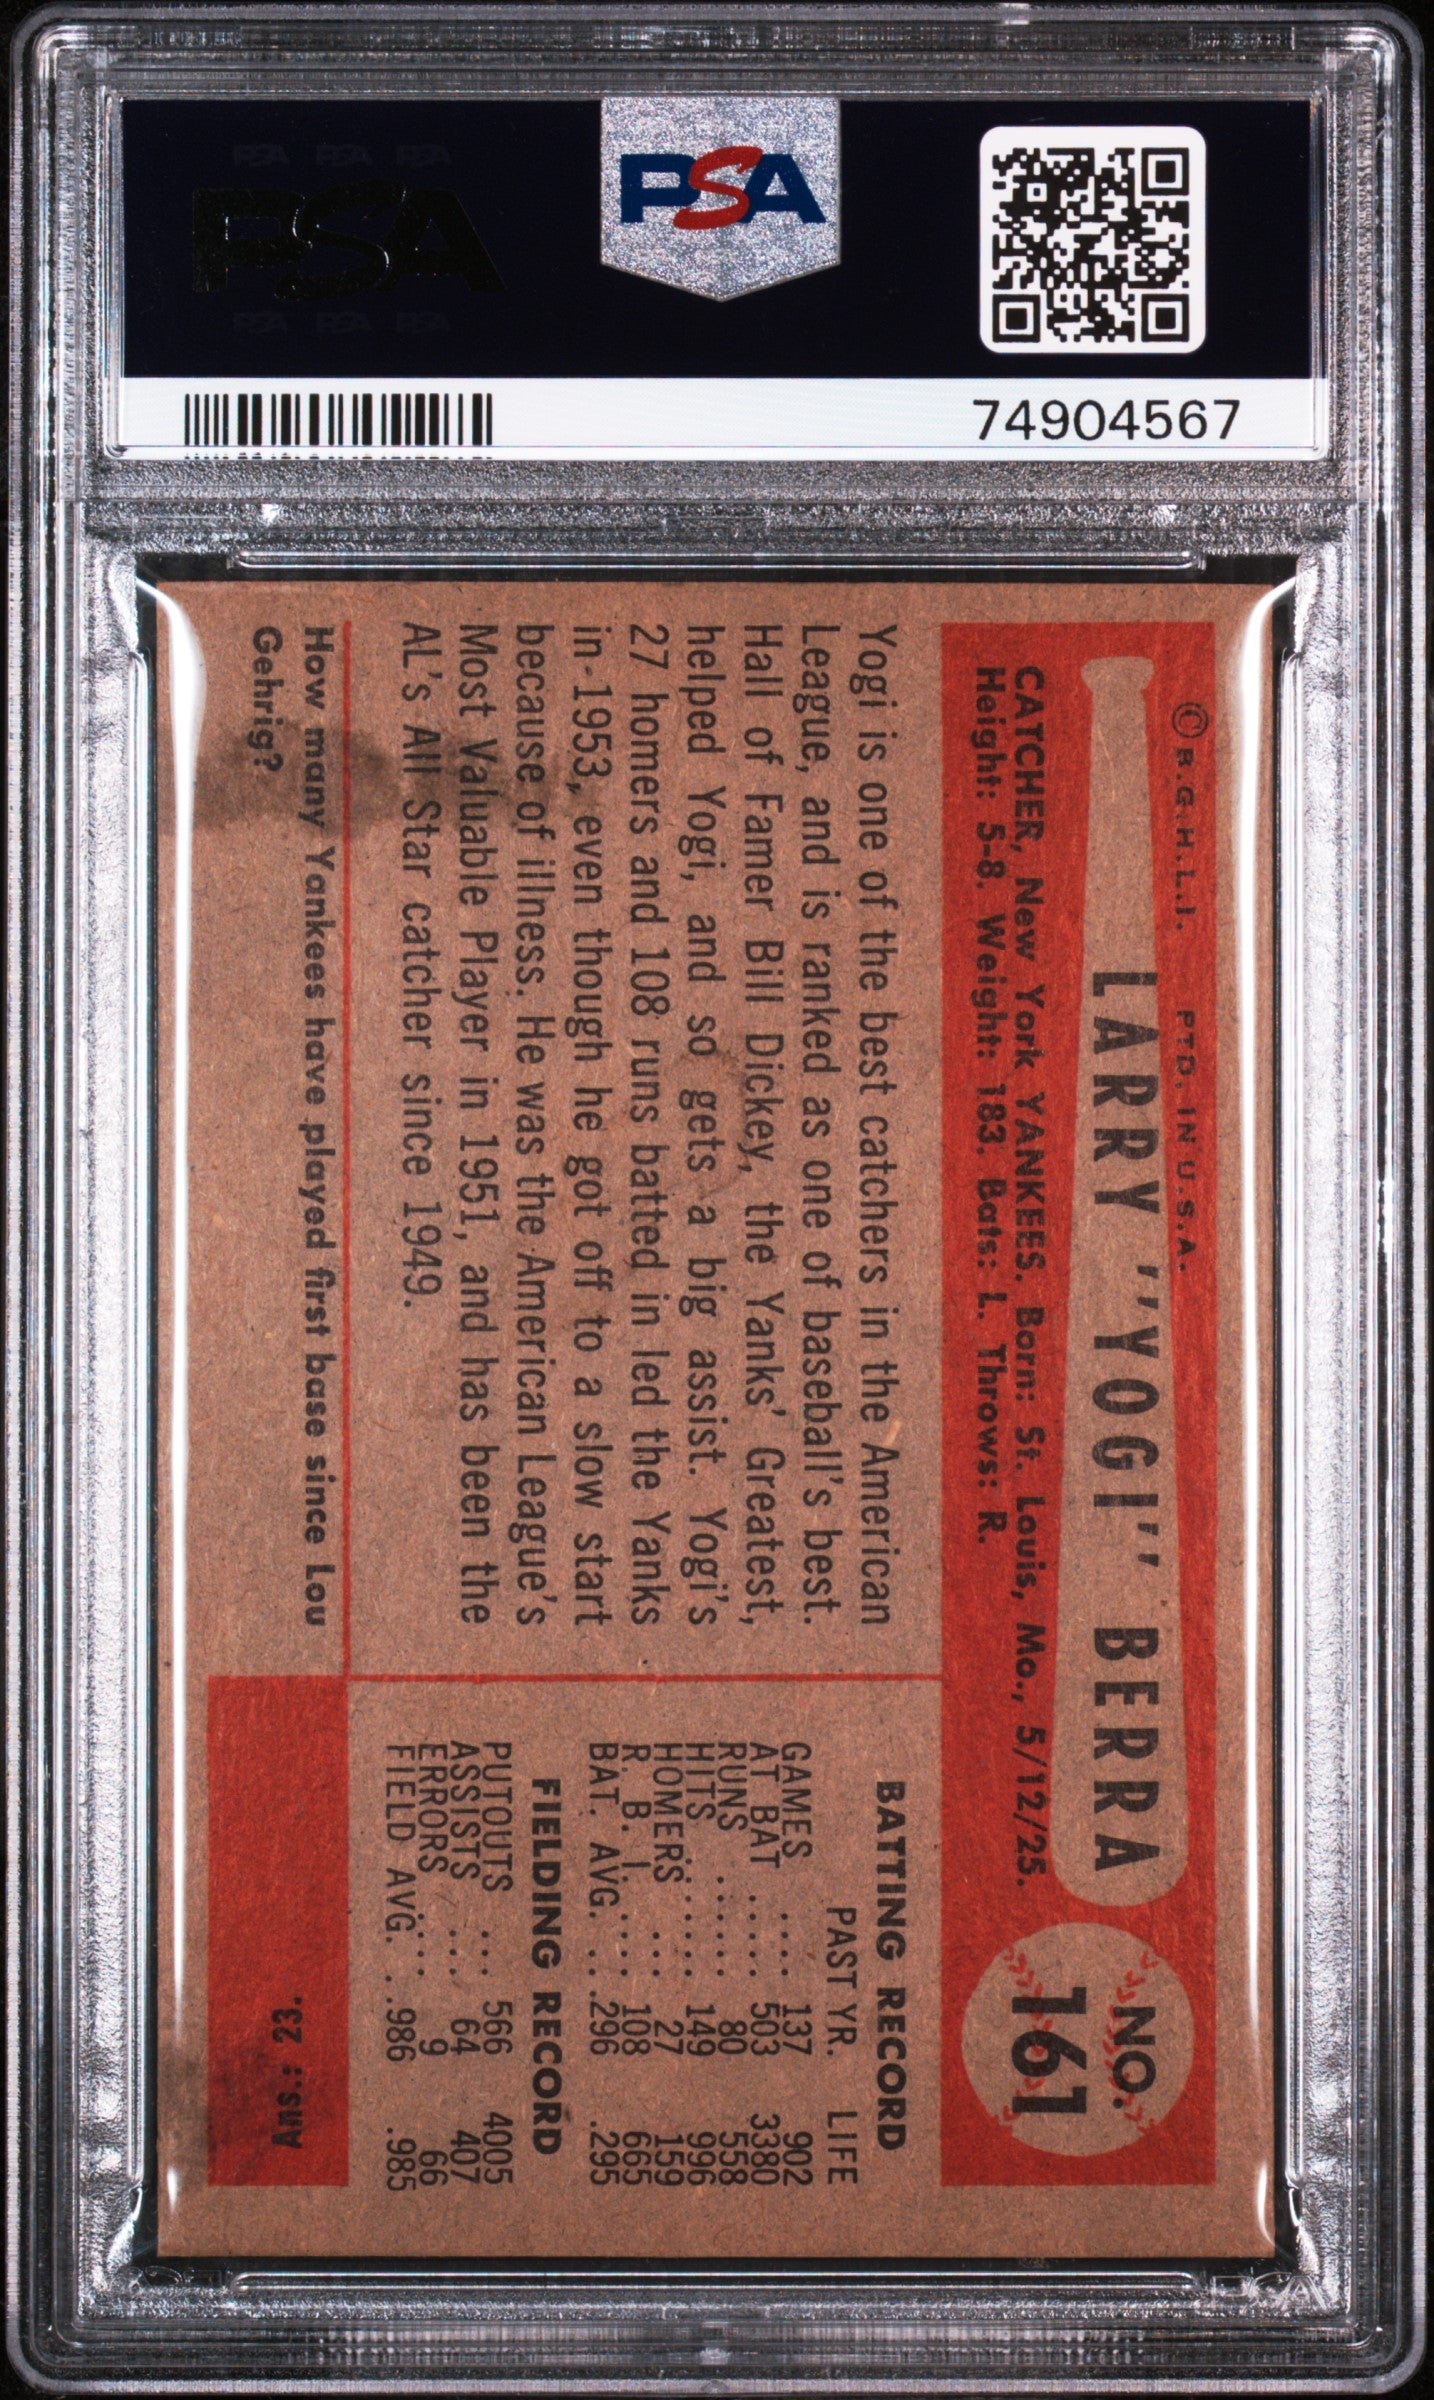 PSA PSA PSA
PSA
PSA PSA PSA
PSA
74904567
© B.G.H.L.I. PTD. IN U.S.A.
LARRY "YOGI" BERRA
NO.
161
CATCHER, New York YANKEES. Born: St. Louis, Mo., 5/12/25.
Height: 5-8. Weight: 183. Bats: L. Throws: R.
Yogi is one of the best catchers in the American
League, and is ranked as one of baseball's best.
Hall of Famer Bill Dickey, the Yanks' Greatest,
helped Yogi, and so gets a big assist. Yogi's
27 homers and 108 runs batted in led the Yanks
in-1953, even though he got off to a slow start
because of illness. He was the American League's
Most Valuable Player in 1951, and has been the
AL's All Star catcher since 1949.
BATTING RECORD
PAST YR. LIFE
GAMES .... 137 902
AT BAT ..... 503 3380
RUNS ...... 80 558
HITS ...... 149 996
HOMERS ... 27 159
R. B. I. .... 108 665
BAT. AVG. .. .296 .295
FIELDING RECORD
PUTOUTS ... 566 4005
ASSISTS ... 64 407
ERRORS .... 9 66
FIELD AVG. . .986 .985
How many Yankees have played first base since Lou
Gehrig?
Ans.: 23.
PSA